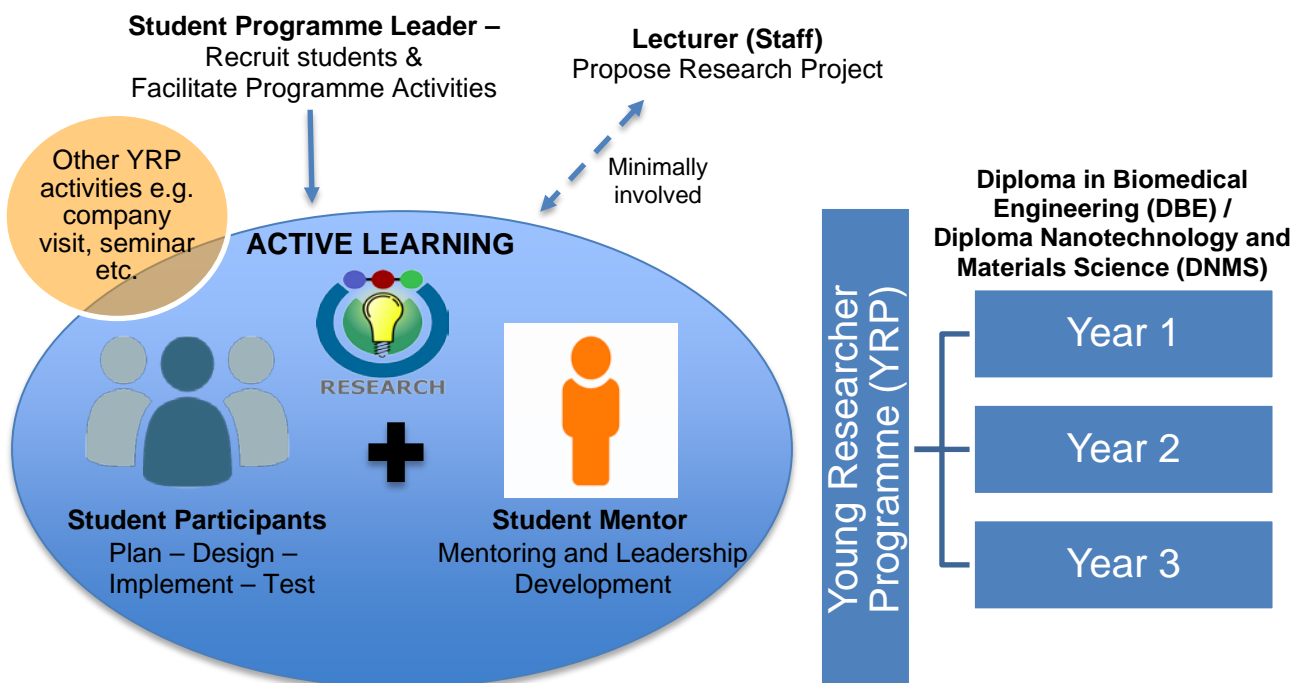 Student Programme Leader –
Recruit students &
Facilitate Programme Activities
Lecturer (Staff)
Propose Research Project
Minimally
involved
Other YRP
activities e.g.
company
visit, seminar
etc.
ACTIVE LEARNING
RESEARCH
Student Participants
Plan – Design –
Implement – Test
Student Mentor
Mentoring and Leadership
Development
Young Researcher
Programme (YRP)
Diploma in Biomedical
Engineering (DBE) /
Diploma Nanotechnology and
Materials Science (DNMS)
Year 1
Year 2
Year 3